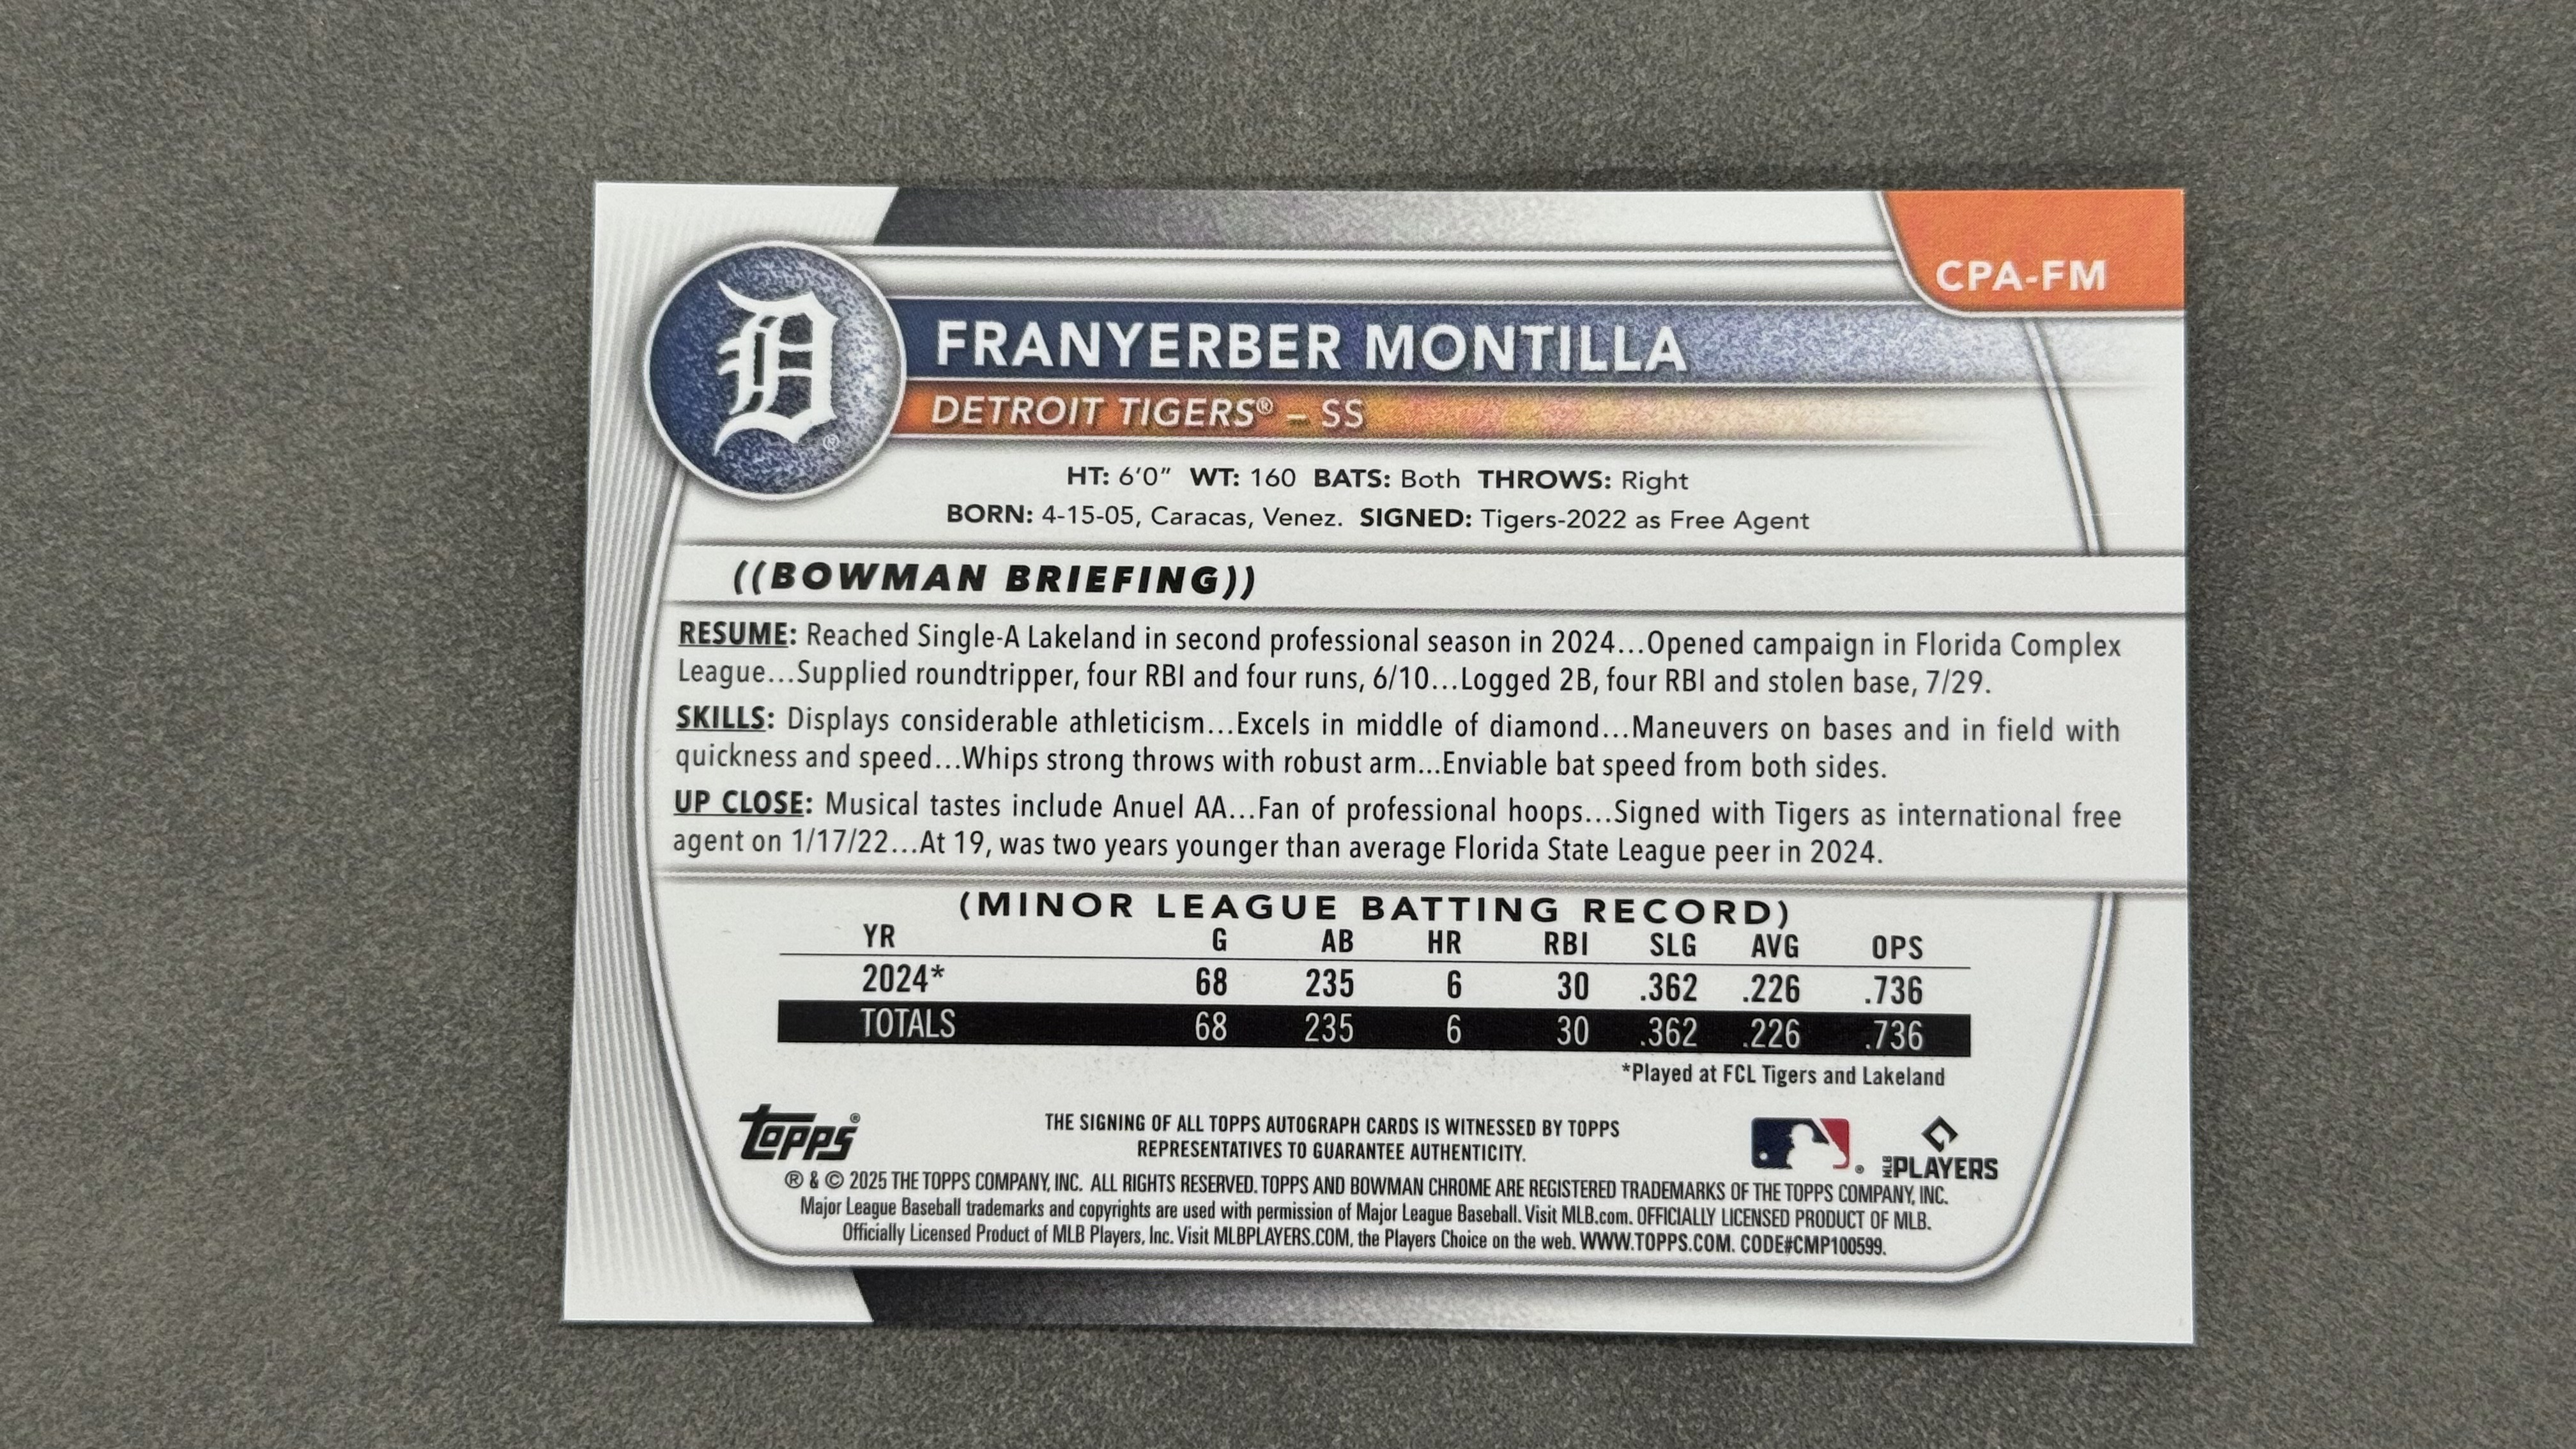 CPA-FM
D
FRANYERBER MONTILLA
DETROIT TIGERS® – SS
HT: 6'0" WT: 160 BATS: Both THROWS: Right
BORN: 4-15-05, Caracas, Venez. SIGNED: Tigers-2022 as Free Agent
((BOWMAN BRIEFING))
RESUME: Reached Single-A Lakeland in second professional season in 2024...Opened campaign in Florida Complex
League...Supplied roundtripper, four RBI and four runs, 6/10...Logged 2B, four RBI and stolen base, 7/29.
SKILLS: Displays considerable athleticism...Excels in middle of diamond...Maneuvers on bases and in field with
quickness and speed...Whips strong throws with robust arm...Enviable bat speed from both sides.
UP CLOSE: Musical tastes include Anuel AA...Fan of professional hoops...Signed with Tigers as international free
agent on 1/17/22...At 19, was two years younger than average Florida State League peer in 2024.
(MINOR LEAGUE BATTING RECORD)
YR G AB HR RBI SLG AVG OPS
2024* 68 235 6 30 .362 .226 .736
TOTALS 68 235 6 30 .362 .226 .736
*Played at FCL Tigers and Lakeland
Topps®
THE SIGNING OF ALL TOPPS AUTOGRAPH CARDS IS WITNESSED BY TOPPS
REPRESENTATIVES TO GUARANTEE AUTHENTICITY.
MLB PLAYERS
® & © 2025 THE TOPPS COMPANY, INC. ALL RIGHTS RESERVED. TOPPS AND BOWMAN CHROME ARE REGISTERED TRADEMARKS OF THE TOPPS COMPANY, INC.
Major League Baseball trademarks and copyrights are used with permission of Major League Baseball. Visit MLB.com. OFFICIALLY LICENSED PRODUCT OF MLB.
Officially Licensed Product of MLB Players, Inc. Visit MLBPLAYERS.COM, the Players Choice on the web. WWW.TOPPS.COM. CODE#CMP100599.